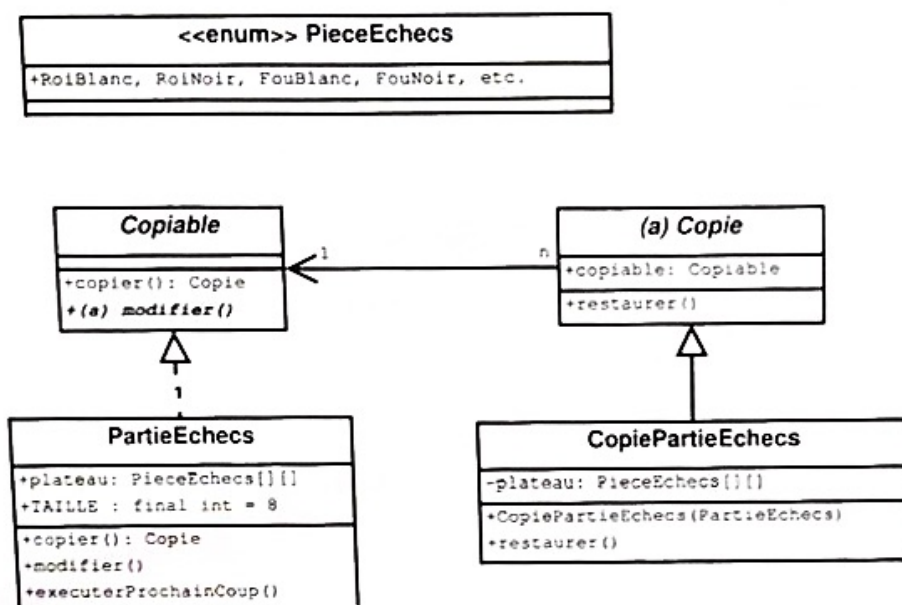 <<enum>> PieceEchecs
+RoiBlanc, RoiNoir, FouBlanc, FouNoir, etc.
Copiable
+copier(): Copie
+(a) modifier()
1
n
(a) Copie
+copiable: Copiable
+restaurer()
1
PartieEchecs
+plateau: PieceEchecs[][]
+TAILLE : final int = 8
+copier(): Copie
+modifier()
+executerProchainCoup()
CopiePartieEchecs
-plateau: PieceEchecs[][]
+CopiePartieEchecs(PartieEchecs)
+restaurer()